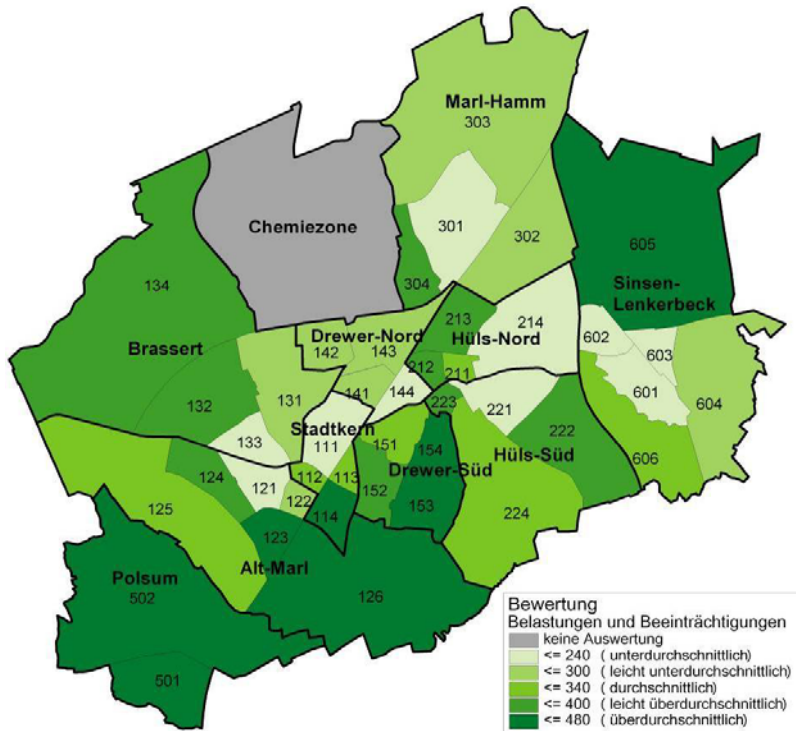 Marl-Hamm
303
Chemiezone
301
302
605
134
304
Sinsen-
Lenkerbeck
Drewer-Nord
213
214
Brassert
142
143
Hüls-Nord
602
603
212
211
601
132
131
141
144
604
223
221
133
Stadtkern
111
222
151
154
Hüls-Süd
606
124
Drewer-Süd
121
112
113
152
122
153
224
125
114
123
Alt-Marl
Polsum
502
126
501
Bewertung
Belastungen und Beeinträchtigungen
keine Auswertung
<= 240 ( unterdurchschnittlich)
<= 300 ( leicht unterdurchschnittlich)
<= 340 ( durchschnittlich)
<= 400 ( leicht überdurchschnittlich)
<= 480 ( überdurchschnittlich)